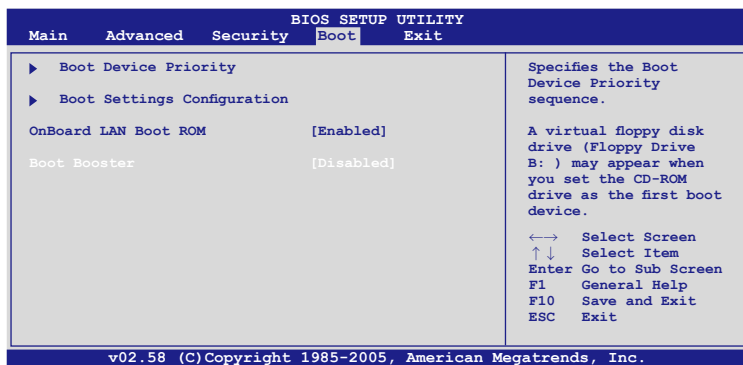 BIOS SETUP UTILITY
Main Advanced Security Boot Exit
Boot Device Priority
Boot Settings Configuration
OnBoard LAN Boot ROM [Enabled]
Boot Booster [Disabled]
Specifies the Boot
Device Priority
sequence.
A virtual floppy disk
drive (Floppy Drive
B: ) may appear when
you set the CD-ROM
drive as the first boot
device.
←→ Select Screen
↑↓ Select Item
Enter Go to Sub Screen
F1 General Help
F10 Save and Exit
ESC Exit
v02.58 (C)Copyright 1985-2005, American Megatrends, Inc.